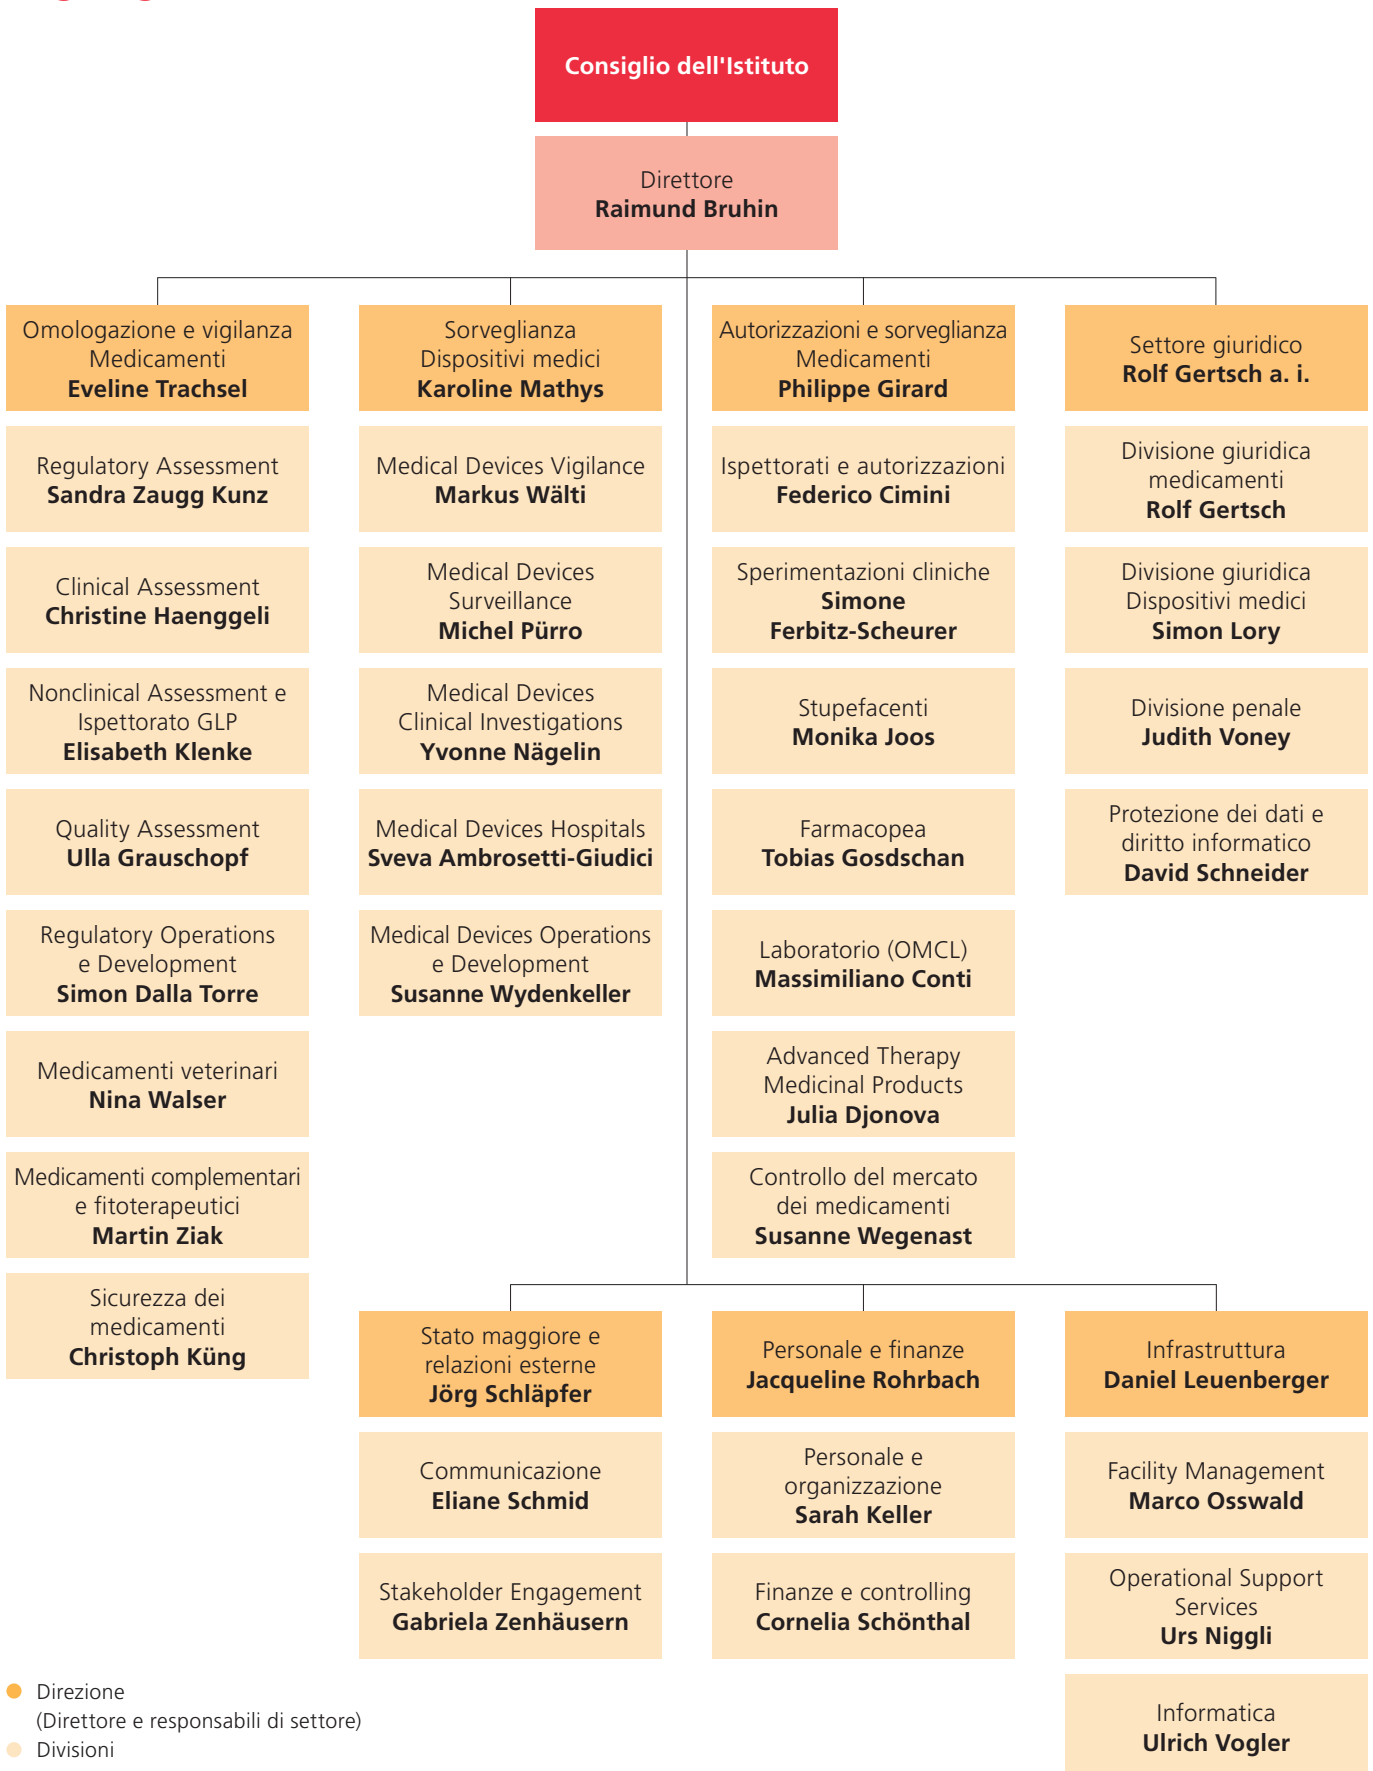 Consiglio dell'Istituto
Direttore
Raimund Bruhin
Omologazione e vigilanza
Medicamenti
Eveline Trachsel
Regulatory Assessment
Sandra Zaugg Kunz
Clinical Assessment
Christine Haenggeli
Nonclinical Assessment e
Ispettorato GLP
Elisabeth Klenke
Quality Assessment
Ulla Grauschopf
Regulatory Operations
e Development
Simon Dalla Torre
Medicamenti veterinari
Nina Walser
Medicamenti complementari
e fitoterapeutici
Martin Ziak
Sicurezza dei
medicamenti
Christoph Küng
Sorveglianza
Dispositivi medici
Karoline Mathys
Medical Devices Vigilance
Markus Wälti
Medical Devices
Surveillance
Michel Pürro
Medical Devices
Clinical Investigations
Yvonne Nägelin
Medical Devices Hospitals
Sveva Ambrosetti-Giudici
Medical Devices Operations
e Development
Susanne Wydenkeller
Autorizzazioni e sorveglianza
Medicamenti
Philippe Girard
Ispettorati e autorizzazioni
Federico Cimini
Sperimentazioni cliniche
Simone
Ferbitz-Scheurer
Stupefacenti
Monika Joos
Farmacopea
Tobias Gosdschan
Laboratorio (OMCL)
Massimiliano Conti
Advanced Therapy
Medicinal Products
Julia Djonova
Controllo del mercato
dei medicamenti
Susanne Wegenast
Settore giuridico
Rolf Gertsch a. i.
Divisione giuridica
medicamenti
Rolf Gertsch
Divisione giuridica
Dispositivi medici
Simon Lory
Divisione penale
Judith Voney
Protezione dei dati e
diritto informatico
David Schneider
Stato maggiore e
relazioni esterne
Jörg Schläpfer
Communicazione
Eliane Schmid
Stakeholder Engagement
Gabriela Zenhäusern
Personale e finanze
Jacqueline Rohrbach
Personale e
organizzazione
Sarah Keller
Finanze e controlling
Cornelia Schönthal
Infrastruttura
Daniel Leuenberger
Facility Management
Marco Osswald
Operational Support
Services
Urs Niggli
Informatica
Ulrich Vogler
Direzione
(Direttore e responsabili di settore)
Divisioni